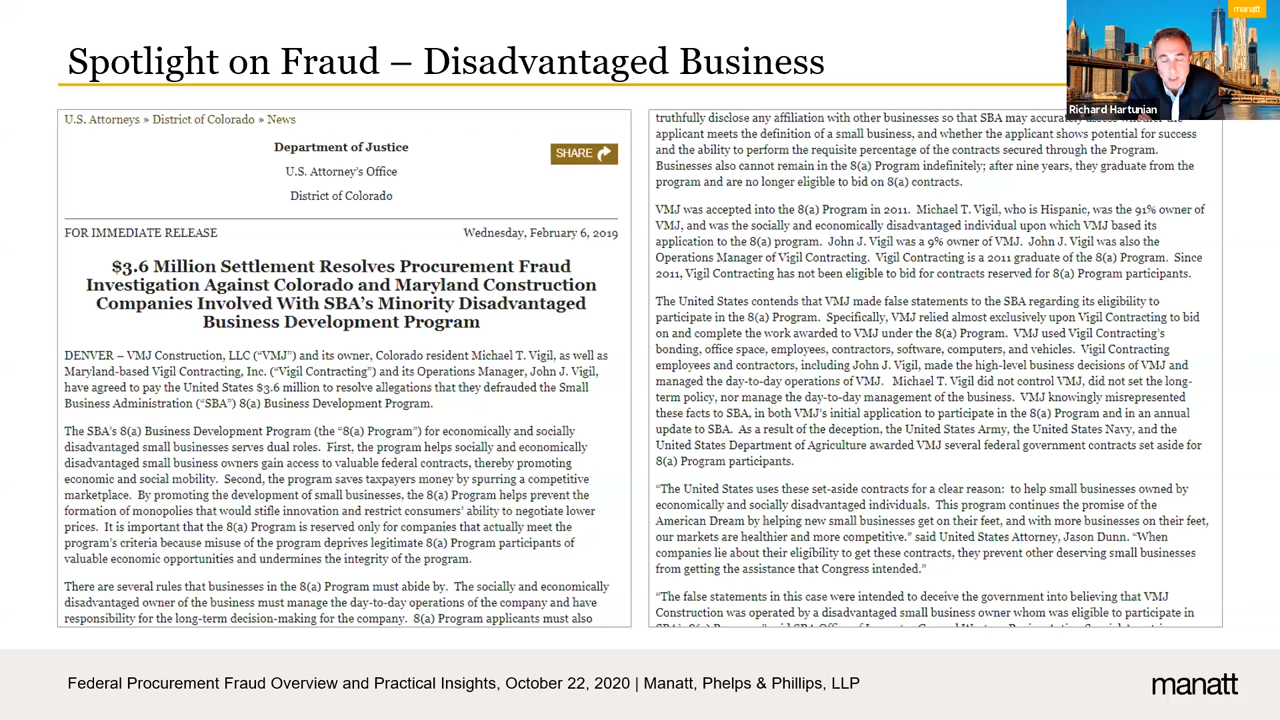 Spotlight on Fraud – Disadvantaged Business
manatt
Richard Hartunian
U.S. Attorneys » District of Colorado » News
Department of Justice
SHARE
U.S. Attorney's Office
District of Colorado
FOR IMMEDIATE RELEASE
Wednesday, February 6, 2019
$3.6 Million Settlement Resolves Procurement Fraud
Investigation Against Colorado and Maryland Construction
Companies Involved With SBA's Minority Disadvantaged
Business Development Program
DENVER – VMJ Construction, LLC ("VMJ") and its owner, Colorado resident Michael T. Vigil, as well as
Maryland-based Vigil Contracting, Inc. ("Vigil Contracting") and its Operations Manager, John J. Vigil,
have agreed to pay the United States $3.6 million to resolve allegations that they defrauded the Small
Business Administration ("SBA") 8(a) Business Development Program.
The SBA's 8(a) Business Development Program (the "8(a) Program") for economically and socially
disadvantaged small businesses serves dual roles.  First, the program helps socially and economically
disadvantaged small business owners gain access to valuable federal contracts, thereby promoting
economic and social mobility.  Second, the program saves taxpayers money by spurring a competitive
marketplace.  By promoting the development of small businesses, the 8(a) Program helps prevent the
formation of monopolies that would stifle innovation and restrict consumers' ability to negotiate lower
prices.  It is important that the 8(a) Program is reserved only for companies that actually meet the
program's criteria because misuse of the program deprives legitimate 8(a) Program participants of
valuable economic opportunities and undermines the integrity of the program.
There are several rules that businesses in the 8(a) Program must abide by.  The socially and economically
disadvantaged owner of the business must manage the day-to-day operations of the company and have
responsibility for the long-term decision-making for the company.  8(a) Program applicants must also
truthfully disclose any affiliation with other businesses so that SBA may accurately assess whether the
applicant meets the definition of a small business, and whether the applicant shows potential for success
and the ability to perform the requisite percentage of the contracts secured through the Program.
Businesses also cannot remain in the 8(a) Program indefinitely; after nine years, they graduate from the
program and are no longer eligible to bid on 8(a) contracts.
VMJ was accepted into the 8(a) Program in 2011.  Michael T. Vigil, who is Hispanic, was the 91% owner of
VMJ, and was the socially and economically disadvantaged individual upon which VMJ based its
application to the 8(a) program.  John J. Vigil was a 9% owner of VMJ.  John J. Vigil was also the
Operations Manager of Vigil Contracting.  Vigil Contracting is a 2011 graduate of the 8(a) Program.  Since
2011, Vigil Contracting has not been eligible to bid for contracts reserved for 8(a) Program participants.
The United States contends that VMJ made false statements to the SBA regarding its eligibility to
participate in the 8(a) Program.  Specifically, VMJ relied almost exclusively upon Vigil Contracting to bid
on and complete the work awarded to VMJ under the 8(a) Program.  VMJ used Vigil Contracting's
bonding, office space, employees, contractors, software, computers, and vehicles.  Vigil Contracting
employees and contractors, including John J. Vigil, made the high-level business decisions of VMJ and
managed the day-to-day operations of VMJ.   Michael T. Vigil did not control VMJ, did not set the long-
term policy, nor manage the day-to-day management of the business.  VMJ knowingly misrepresented
these facts to SBA, in both VMJ's initial application to participate in the 8(a) Program and in an annual
update to SBA.  As a result of the deception, the United States Army, the United States Navy, and the
United States Department of Agriculture awarded VMJ several federal government contracts set aside for
8(a) Program participants.
"The United States uses these set-aside contracts for a clear reason:  to help small businesses owned by
economically and socially disadvantaged individuals.  This program continues the promise of the
American Dream by helping new small businesses get on their feet, and with more businesses on their feet,
our markets are healthier and more competitive." said United States Attorney, Jason Dunn. "When
companies lie about their eligibility to get these contracts, they prevent other deserving small businesses
from getting the assistance that Congress intended."
"The false statements in this case were intended to deceive the government into believing that VMJ
Construction was operated by a disadvantaged small business owner whom was eligible to participate in
Federal Procurement Fraud Overview and Practical Insights, October 22, 2020 | Manatt, Phelps & Phillips, LLP
manatt